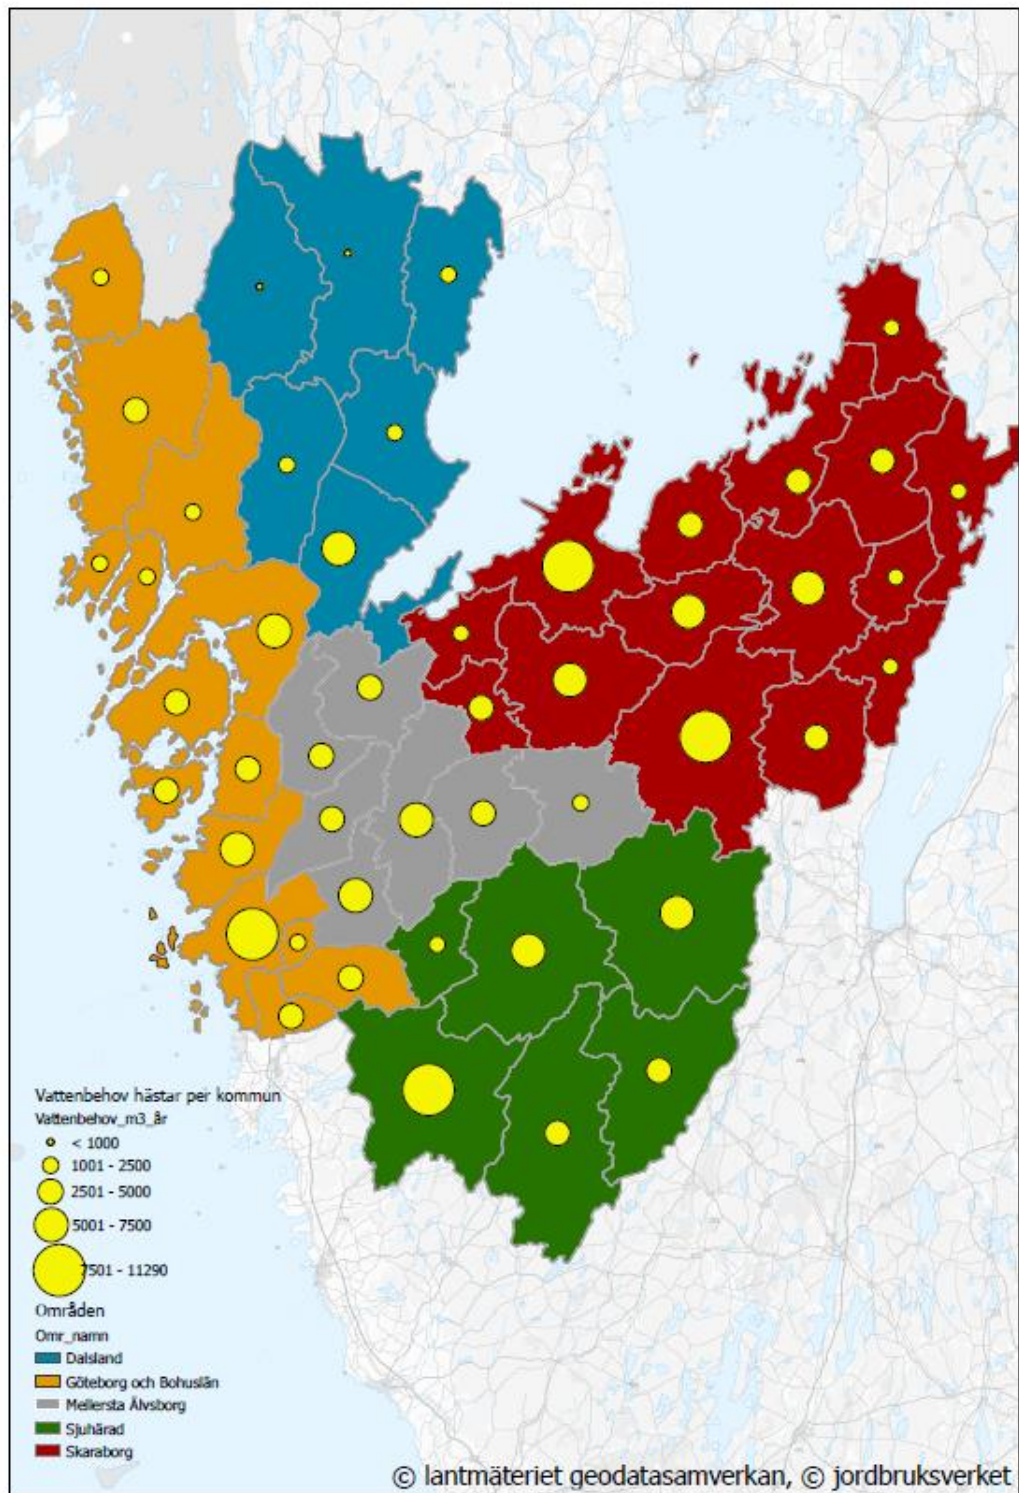 Vattenbehov hästar per kommun
Vattenbehov_m3_år
< 1000
1001 - 2500
2501 - 5000
5001 - 7500
7501 - 11290
Områden
Omr_namn
Dalsland
Göteborg och Bohuslän
Mellersta Älvsborg
Sjuhärad
Skaraborg
© lantmäteriet geodatasamverkan, © jordbruksverket